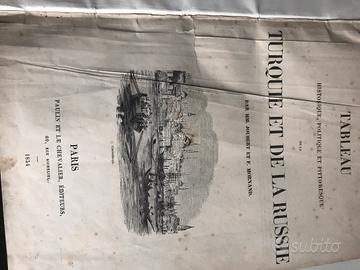 TABLEAU
HISTORIQUE, POLITIQUE ET PITTORESQUE
DE LA
TURQUIE ET DE LA RUSSIE
PAR MM. JOUBERT ET F. MORNAND.
PARIS
PAULIN ET LE CHEVALIER, ÉDITEURS,
60, RUE RICHELIEU.
1854
subito